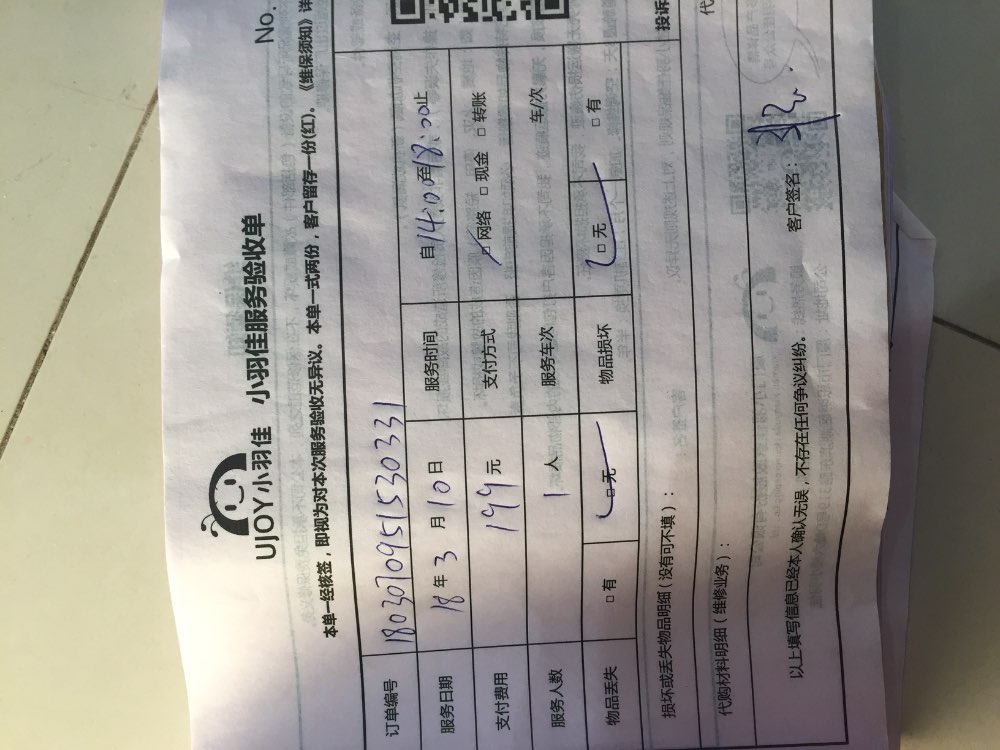 UJOY小羽佳 小羽佳服务验收单
No.
本单一经核签，即视为对本次服务验收无异议。本单一式两份，客户留存一份(红)。《维保须知》详
订单编号 1803070951530331
服务日期 18年3月10日 服务时间 自14:00至18:00止
支付费用 199元 支付方式 □网络 □现金 □转账
服务人数 1人 服务车次 车/次
物品丢失 □有 □无 物品损坏 □无 □有
损坏或丢失物品明细（没有可不填）：
投诉
代购材料明细（维修业务）：
代
以上填写信息已经本人确认无误，不存在任何争议纠纷。 客户签名：